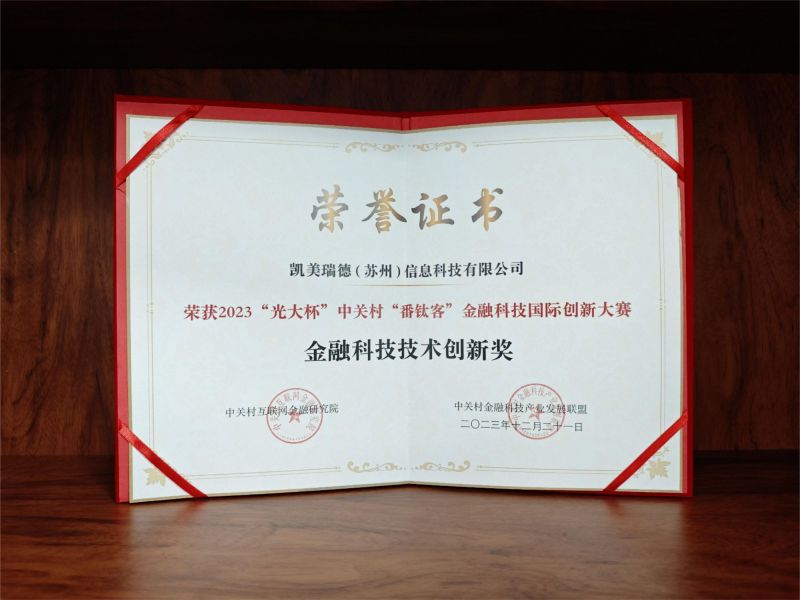 荣誉证书
凯美瑞德（苏州）信息科技有限公司
荣获2023“光大杯”中关村“番钛客”金融科技国际创新大赛
金融科技技术创新奖
中关村互联网金融研究院
中关村金融科技产业发展联盟
二〇二三年十二月二十一日